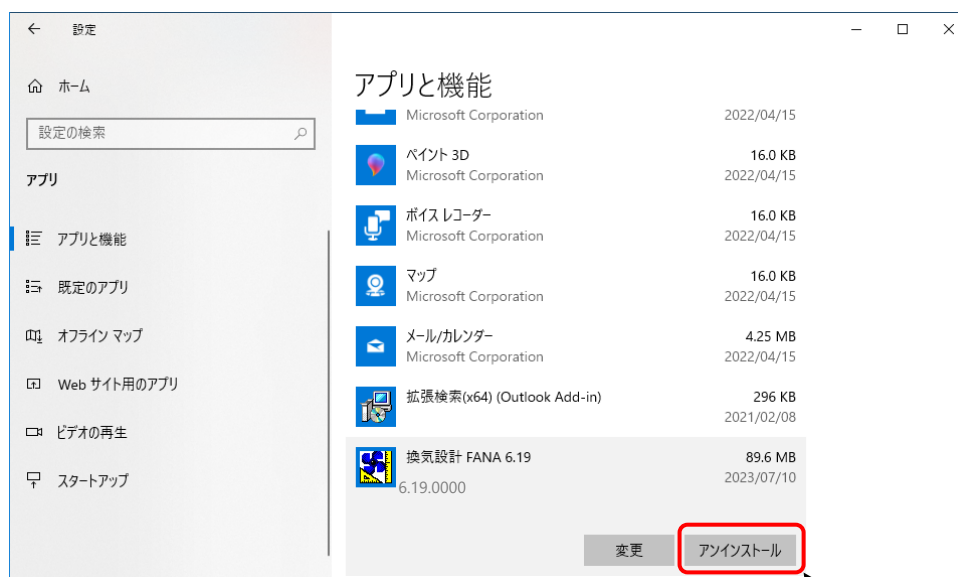 設定
ホーム
設定の検索
アプリ
アプリと機能
既定のアプリ
オフライン マップ
Web サイト用のアプリ
ビデオの再生
スタートアップ
アプリと機能
Microsoft Corporation 2022/04/15
ペイント 3D 16.0 KB
Microsoft Corporation 2022/04/15
ボイス レコーダー 16.0 KB
Microsoft Corporation 2022/04/15
マップ 16.0 KB
Microsoft Corporation 2022/04/15
メール/カレンダー 4.25 MB
Microsoft Corporation 2022/04/15
拡張検索(x64) (Outlook Add-in) 296 KB
2021/02/08
換気設計 FANA 6.19 89.6 MB
6.19.0000 2023/07/10
変更 アンインストール